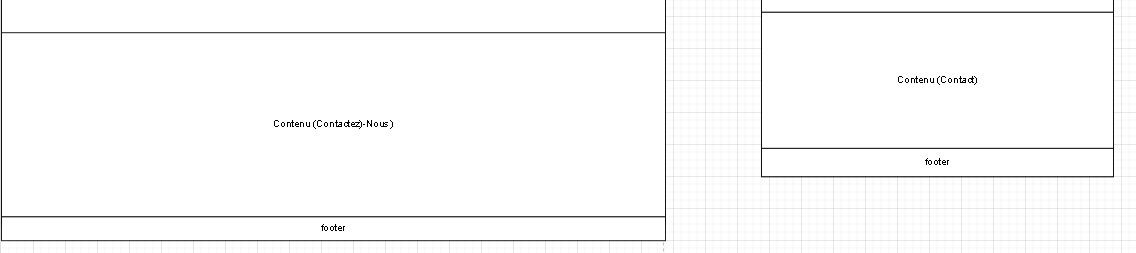 Contenu (Contactez)-Nous)
footer
Contenu (Contact)
footer